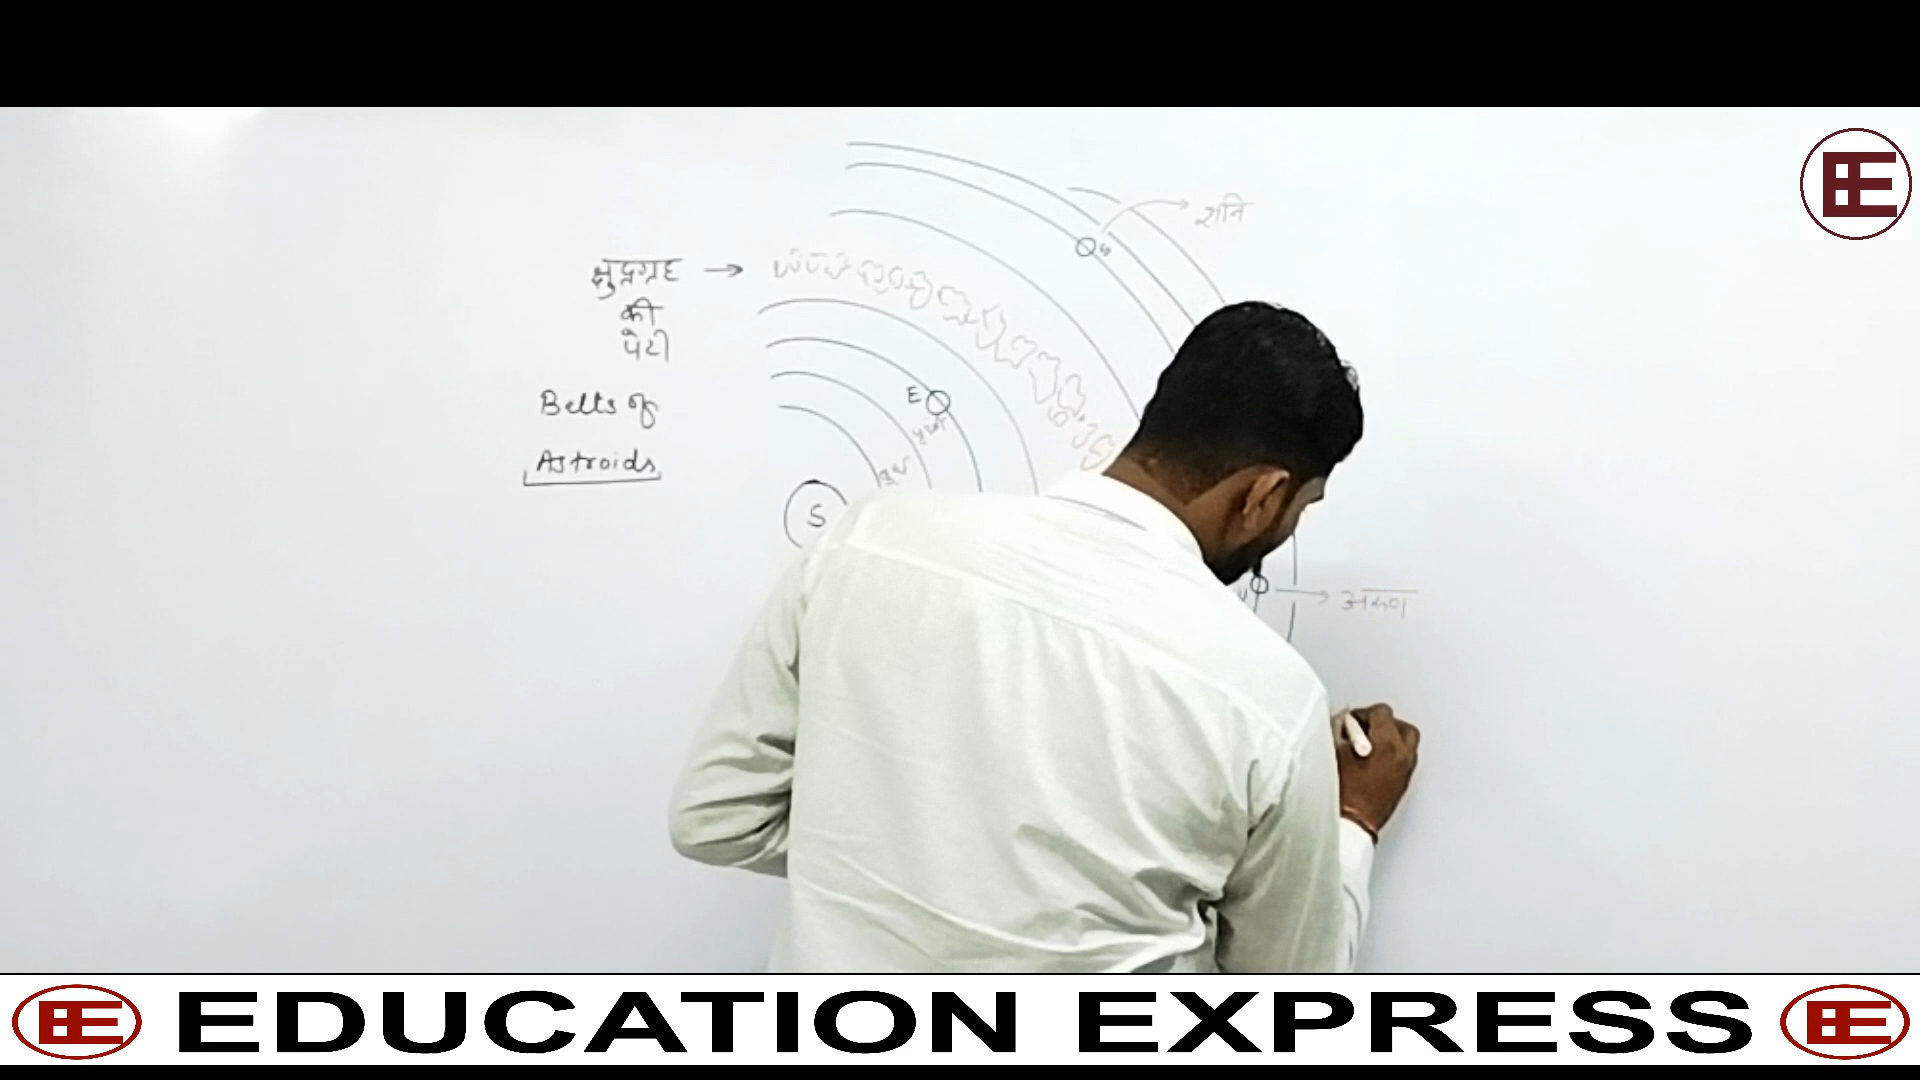 शनि
S
क्षुद्रग्रह →
की
पेटी
E
पृथ्वी
Belts of
Astroids
बुध
S
U → अरुण
EDUCATION EXPRESS